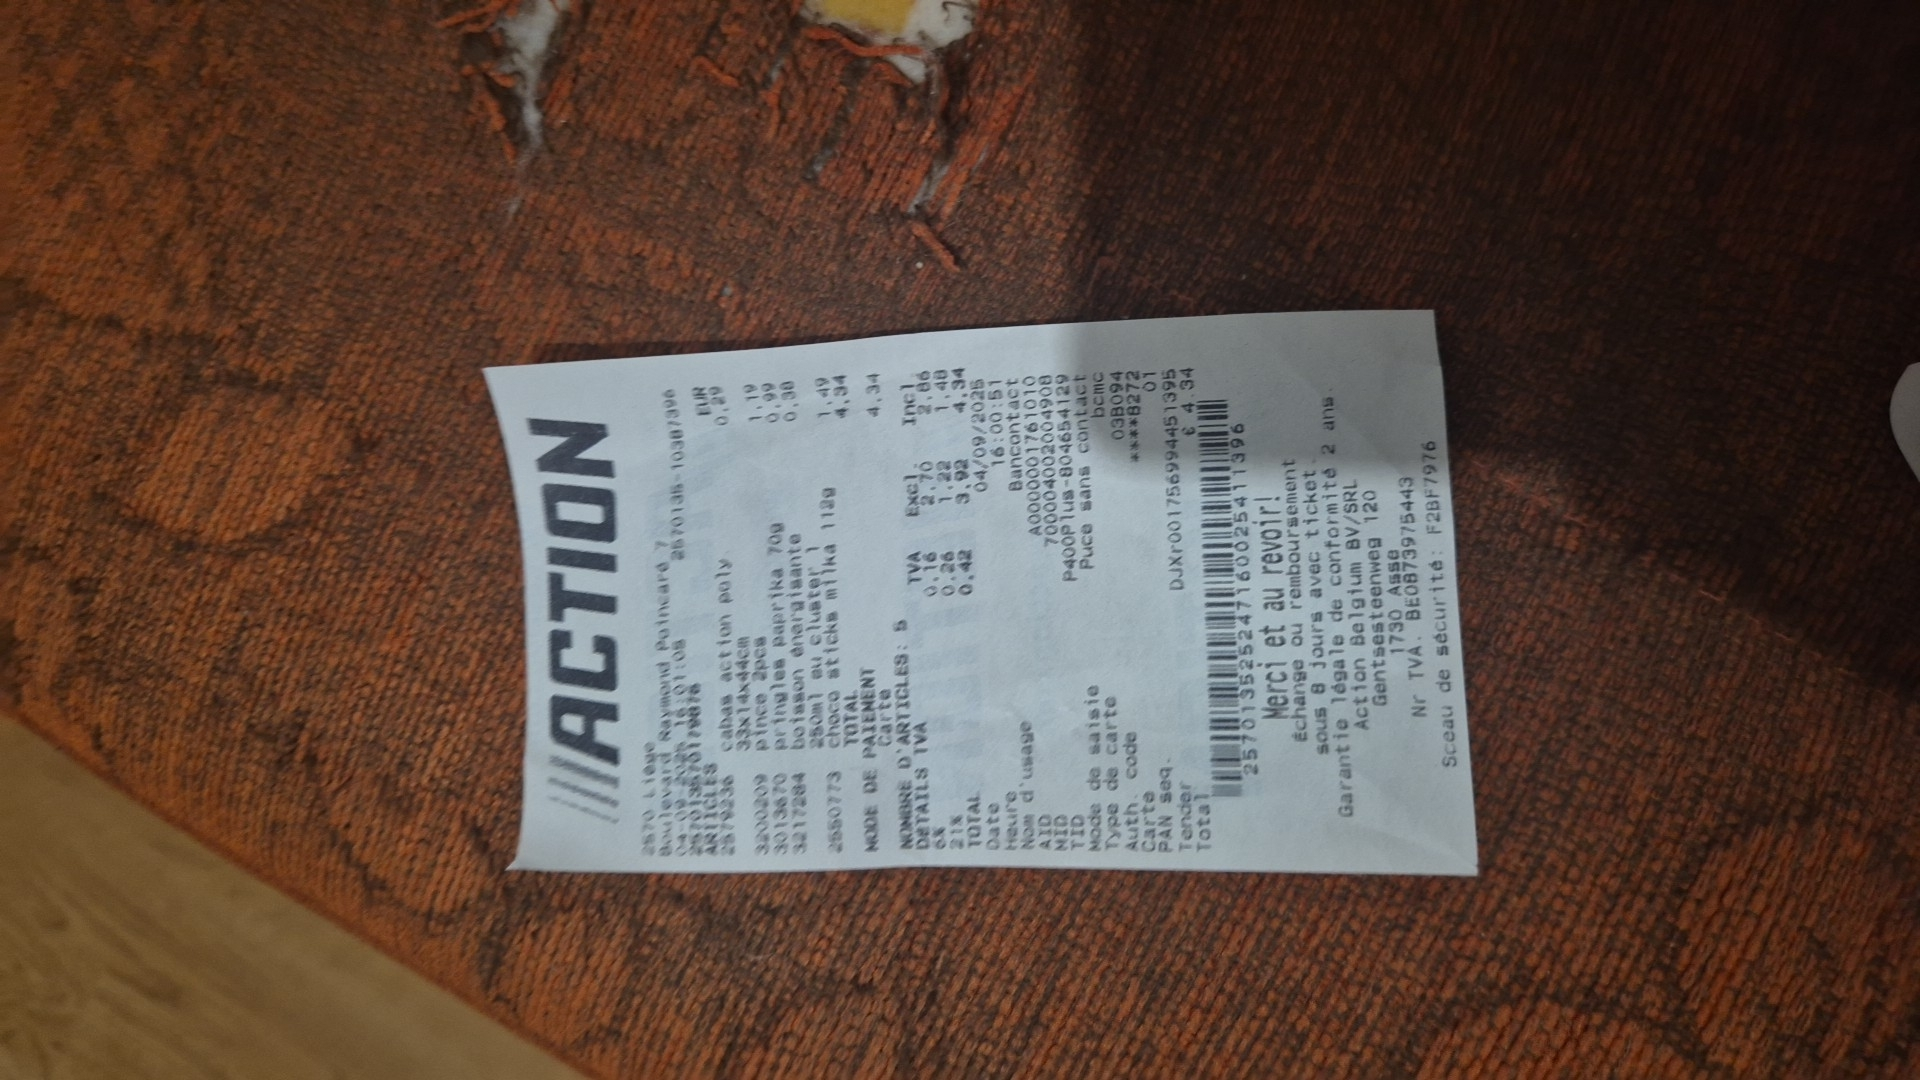 ACTION
2570 Liège
Boulevard Raymond Poincaré 7
04-09-2025 16:01:05 2570135-10387396
ARTICLES EUR
2579236 cabas action poly 0,29
33x14x44cm
3200209 pince 2pcs 1,19
3013670 pringles paprika 70g 0,99
3217284 boisson énergisante 0,38
250ml au cluster 1
2550773 choco sticks milka 112g 1,49
TOTAL 4,34
MODE DE PAIEMENT
Carte 4,34
NOMBRE D'ARTICLES: 5
DETAILS TVA TVA Excl. Incl.
6% 0,16 2,70 2,86
21% 0,26 1,22 1,48
TOTAL 0,42 3,92 4,34
Date 04/09/2025
Heure 16:00:51
Nom d'usage Bancontact
AID A0000001761010
MID 700004002004908
TID P400Plus-804654129
Mode de saisie Puce sans contact
Type de carte bcmc
Auth. code 03B094
Carte ****8272
PAN seq. 01
Tender DJXr001756994451395
Total € 4.34
2570135252471600254113​96
Merci et au revoir!
Échange ou remboursement
sous 8 jours avec ticket.
Garantie légale de conformité 2 ans.
Action Belgium BV/SRL
Gentsesteenweg 120
1730 Asse
Nr TVA. BE0873975443
Sceau de sécurité: F2BF7976